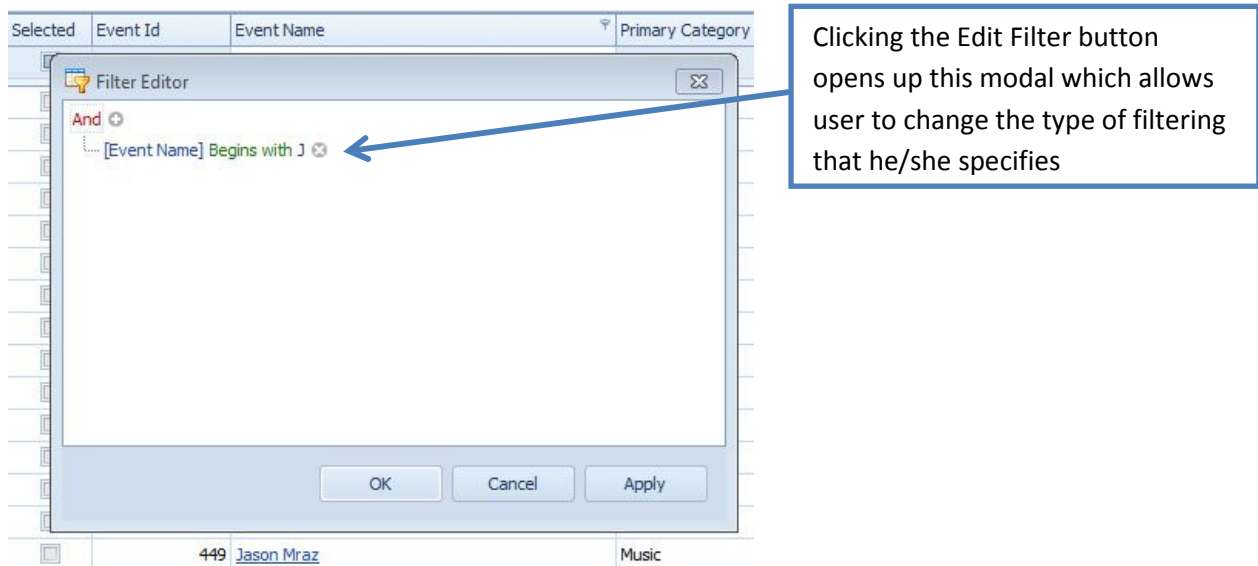 Selected Event Id Event Name Primary Category
Filter Editor
And
[Event Name] Begins with J
OK Cancel Apply
449 Jason Mraz Music
Clicking the Edit Filter button
opens up this modal which allows
user to change the type of filtering
that he/she specifies